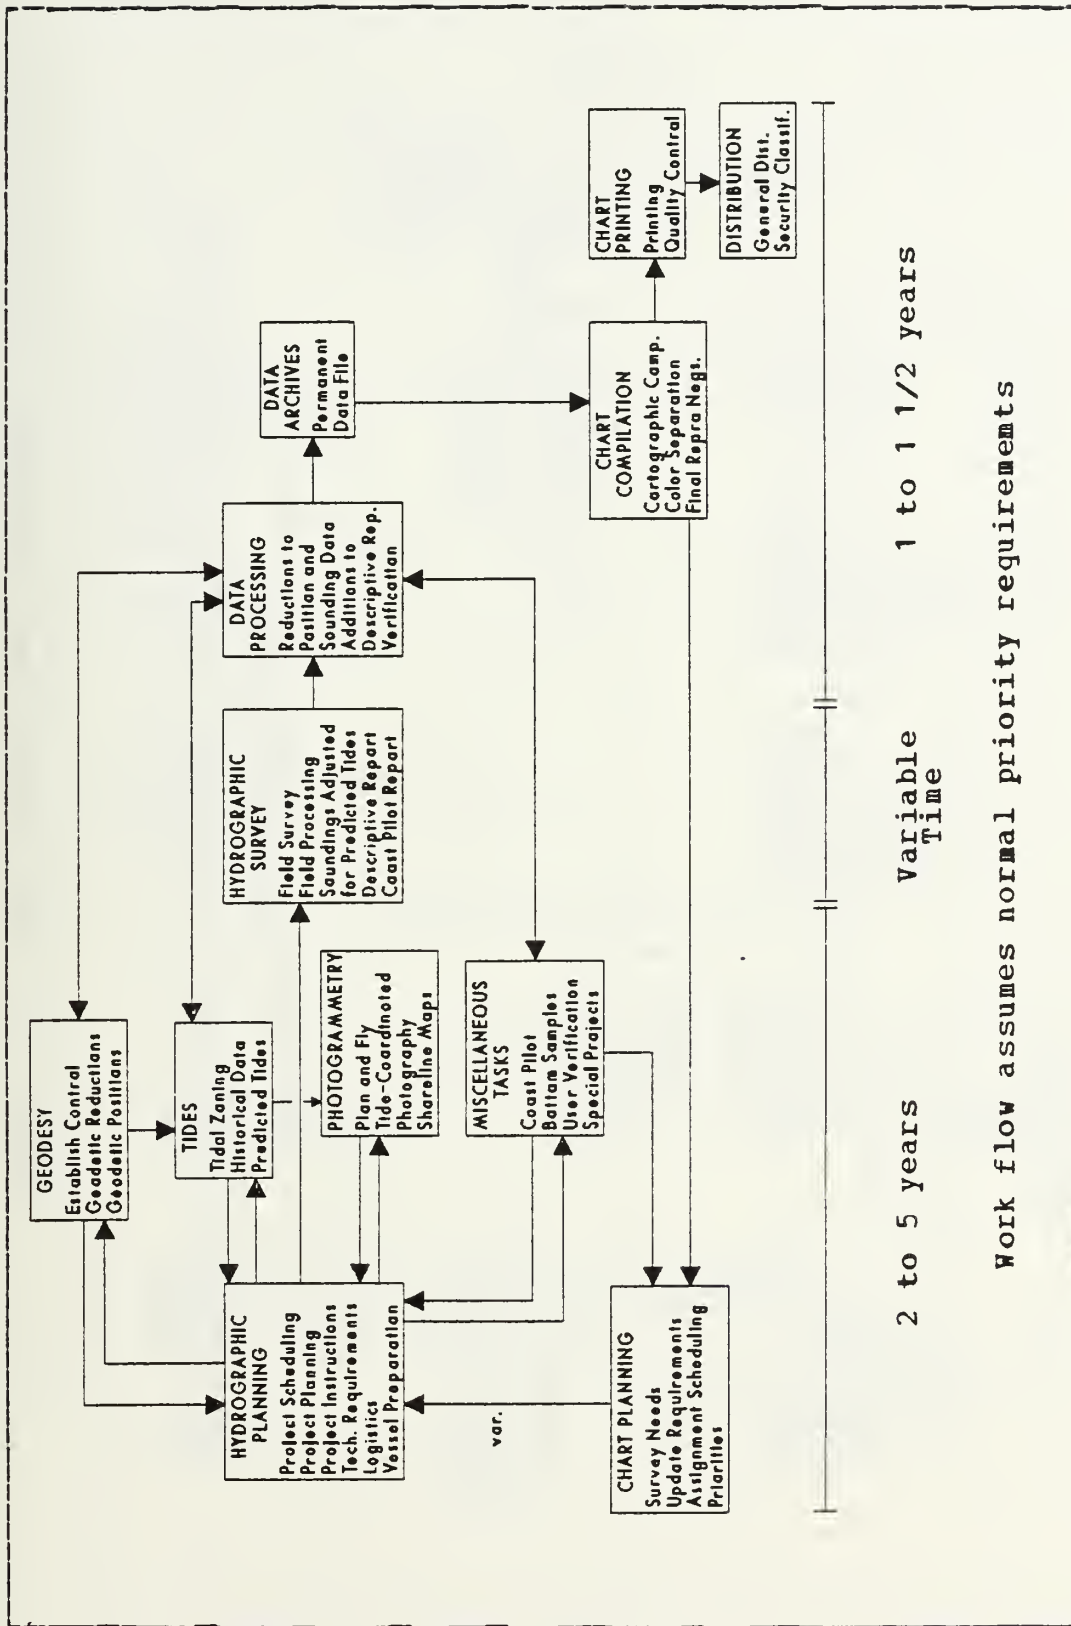 GEODESY
Establish Control
Geodetic Reductions
Geodetic Positions
TIDES
Tidal Zoning
Historical Data
Predicted Tides
HYDROGRAPHIC
PLANNING
Project Scheduling
Project Planning
Project Instructions
Tech. Requirements
Logistics
Vessel Preparation
PHOTOGRAMMETRY
Plan and Fly
Tide-Coordinated
Photography
Shoreline Maps
HYDROGRAPHIC
SURVEY
Field Survey
Field Processing
Soundings Adjusted
for Predicted Tides
Descriptive Report
Coast Pilot Report
DATA
PROCESSING
Reductions to
Position and
Sounding Data
Additions to
Descriptive Rep.
Verification
DATA
ARCHIVES
Permanent
Data File
MISCELLANEOUS
TASKS
Coast Pilot
Bottom Samples
User Verification
Special Projects
var.
CHART PLANNING
Survey Needs
Update Requirements
Assignment Scheduling
Priorities
CHART
COMPILATION
Cartographic Comp.
Color Separation
Final Repro Negs.
CHART
PRINTING
Printing
Quality Control
DISTRIBUTION
General Dist.
Security Classif.
2 to 5 years
Variable
Time
1 to 1 1/2 years
Work flow assumes normal priority requirements